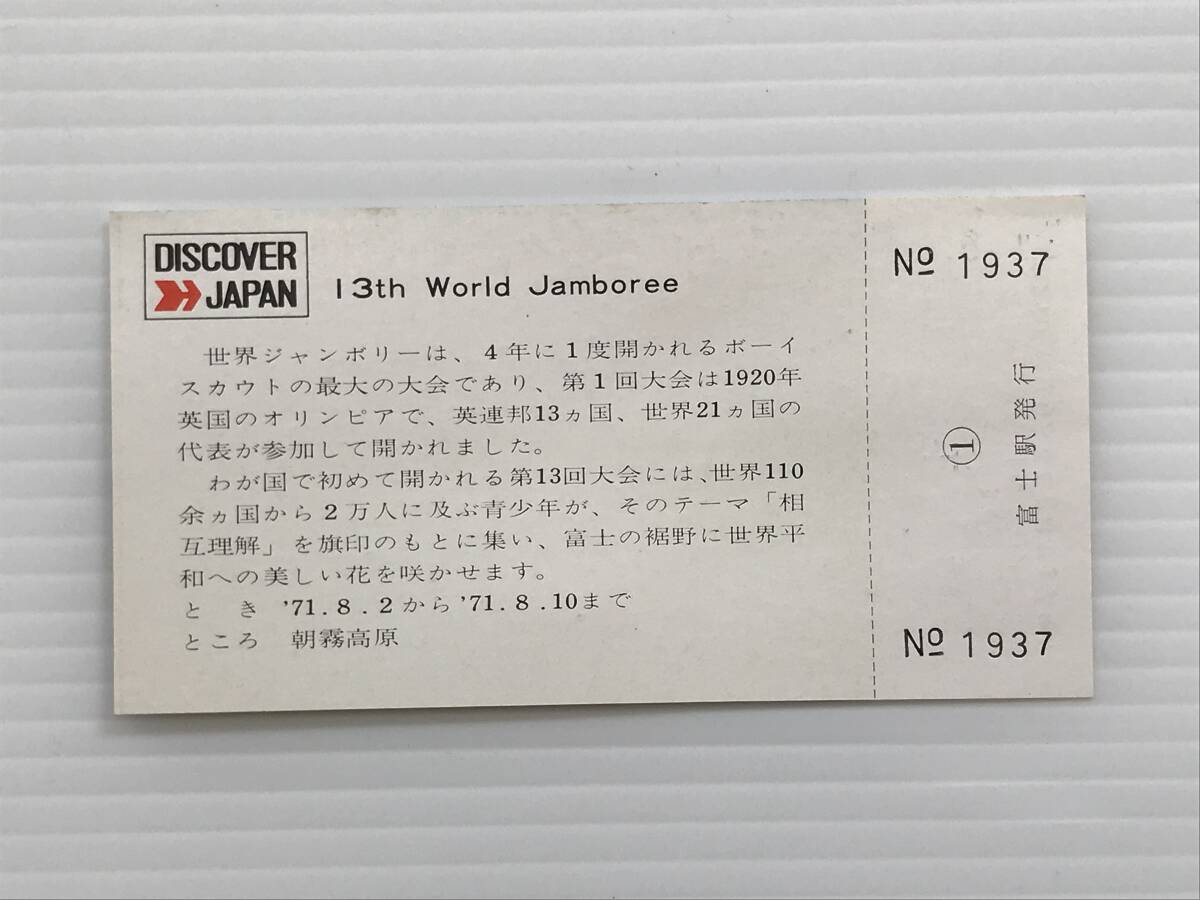 DISCOVER
JAPAN
13th World Jamboree
世界ジャンボリーは、4年に1度開かれるボーイ
スカウトの最大の大会であり、第1回大会は1920年
英国のオリンピアで、英連邦13ヵ国、世界21ヵ国の
代表が参加して開かれました。
わが国で初めて開かれる第13回大会には、世界110
余ヵ国から2万人に及ぶ青少年が、そのテーマ「相
互理解」を旗印のもとに集い、富士の裾野に世界平
和への美しい花を咲かせます。
とき '71.8.2から'71.8.10まで
ところ 朝霧高原
№ 1937
① 
富士駅発行
№ 1937